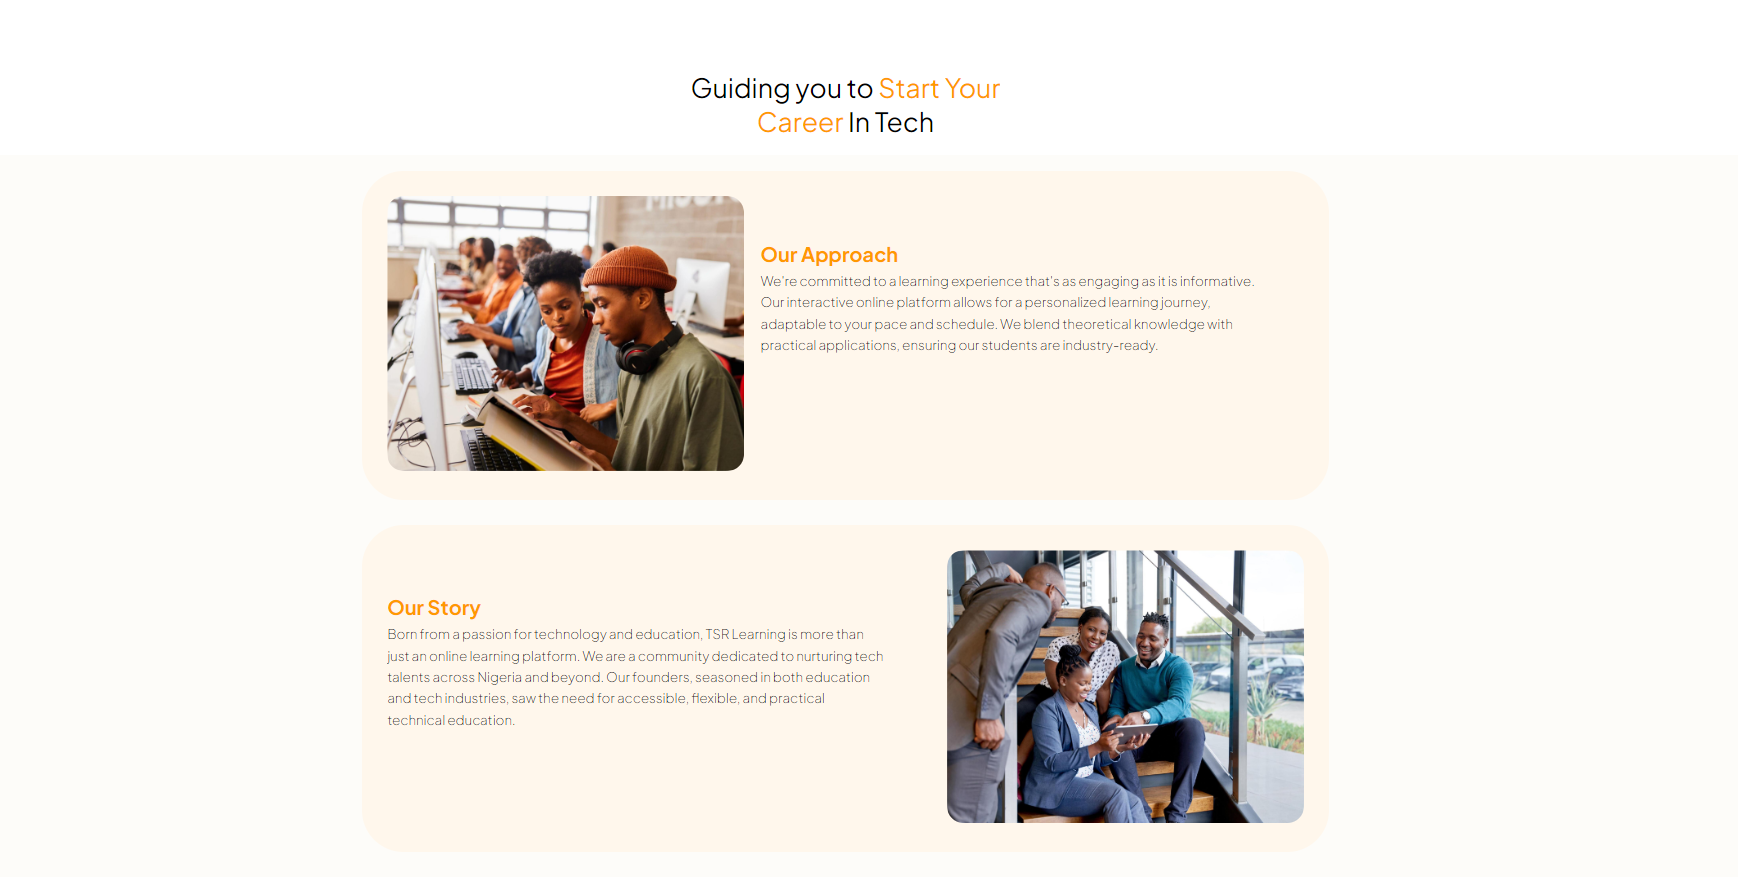 Guiding you to Start Your
Career In Tech
Our Approach
We're committed to a learning experience that's as engaging as it is informative.
Our interactive online platform allows for a personalized learning journey,
adaptable to your pace and schedule. We blend theoretical knowledge with
practical applications, ensuring our students are industry-ready.
Our Story
Born from a passion for technology and education, TSR Learning is more than
just an online learning platform. We are a community dedicated to nurturing tech
talents across Nigeria and beyond. Our founders, seasoned in both education
and tech industries, saw the need for accessible, flexible, and practical
technical education.